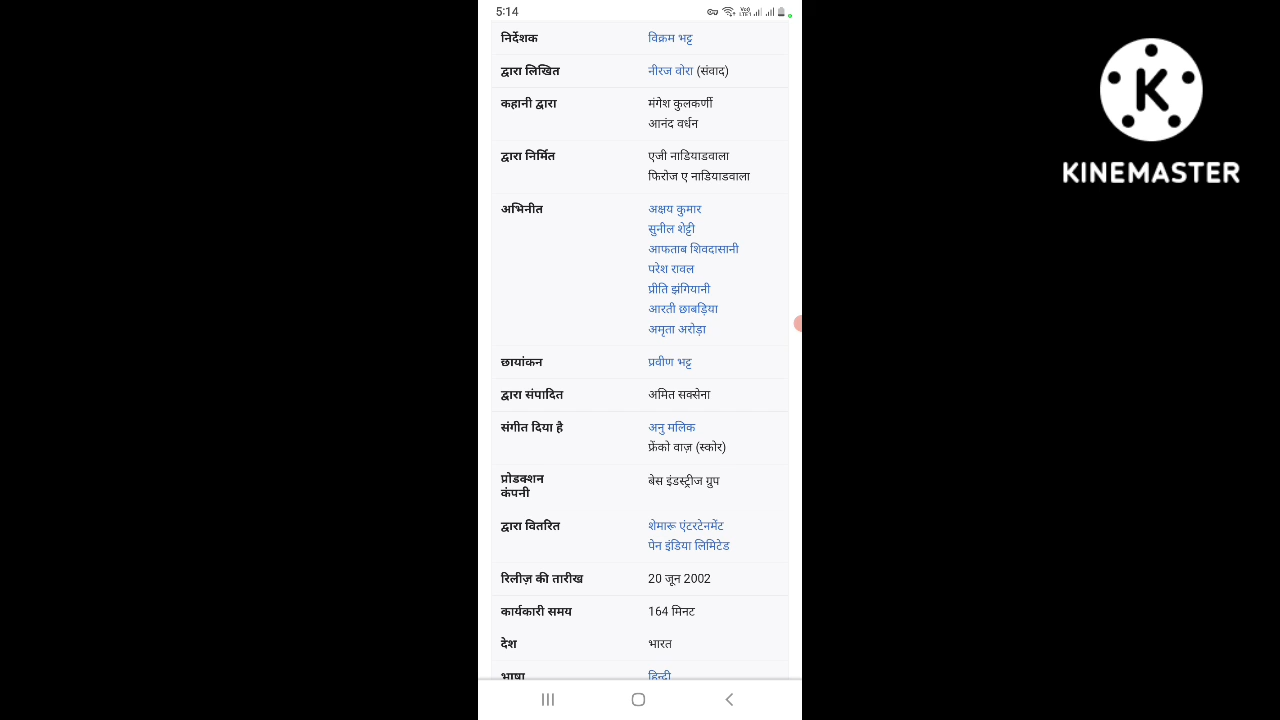 5:14
निर्देशक विक्रम भट्ट
द्वारा लिखित नीरज वोरा (संवाद)
कहानी द्वारा मंगेश कुलकर्णी
आनंद वर्धन
द्वारा निर्मित एजी नाडियाडवाला
फिरोज ए नाडियाडवाला
अभिनीत अक्षय कुमार
सुनील शेट्टी
आफताब शिवदासानी
परेश रावल
प्रीति झंगियानी
आरती छाबड़िया
अमृता अरोड़ा
छायांकन प्रवीण भट्ट
द्वारा संपादित अमित सक्सेना
संगीत दिया है अनु मलिक
फ्रेंको वाज़ (स्कोर)
प्रोडक्शन
कंपनी
बेस इंडस्ट्रीज ग्रुप
द्वारा वितरित शेमारू एंटरटेनमेंट
पेन इंडिया लिमिटेड
रिलीज़ की तारीख 20 जून 2002
कार्यकारी समय 164 मिनट
देश भारत
भाषा हिन्दी
K
KINEMASTER